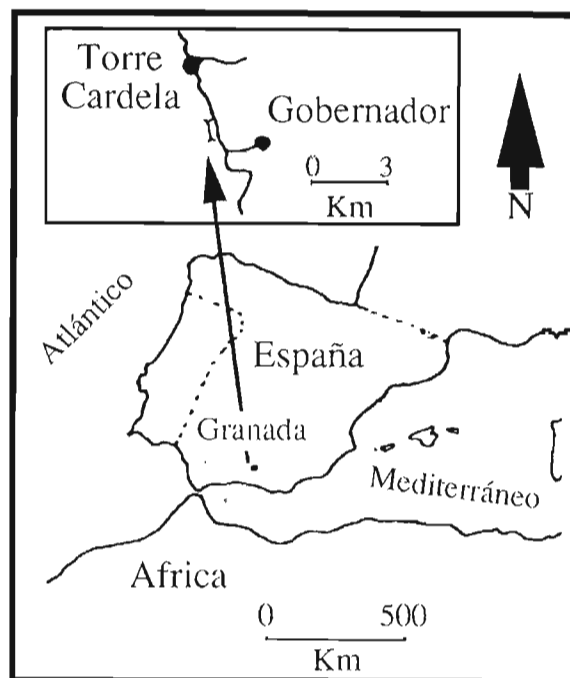 Torre
Cardela
Gobernador
0 3
Km
N
Atlántico
España
Granada
Mediterráneo
Africa
0 500
Km